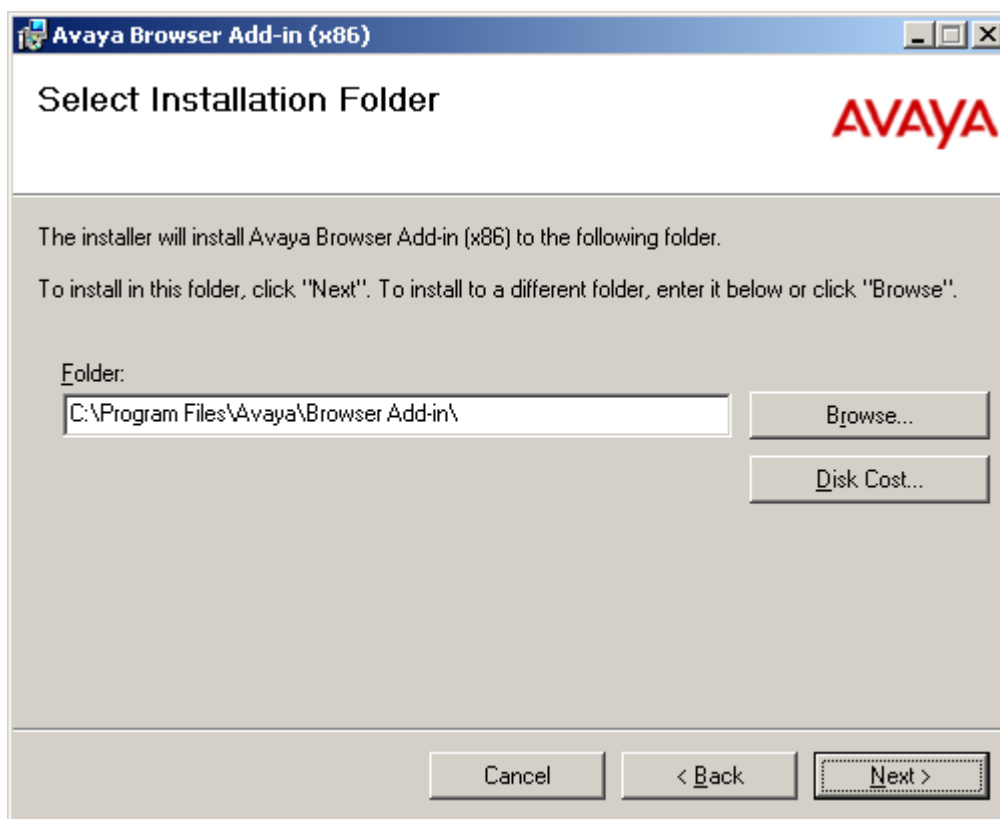 Avaya Browser Add-in (x86)
Select Installation Folder
AVAYA
The installer will install Avaya Browser Add-in (x86) to the following folder.
To install in this folder, click "Next". To install to a different folder, enter it below or click "Browse".
Folder:
C:\Program Files\Avaya\Browser Add-in\
Browse...
Disk Cost...
Cancel
< Back
Next >